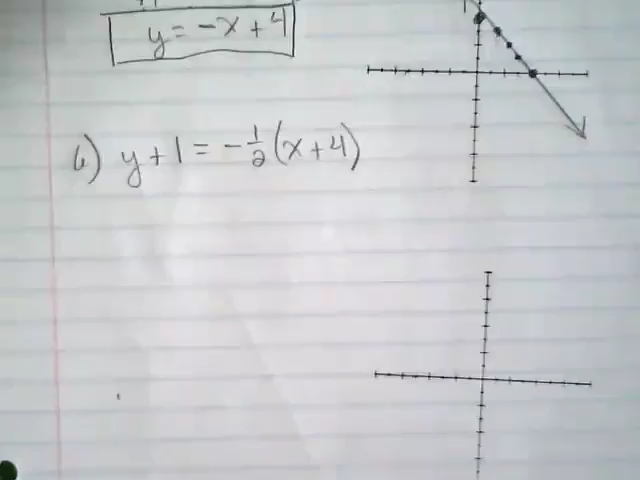 y = -x + 4
6) y + 1 = -1/2 (x + 4)